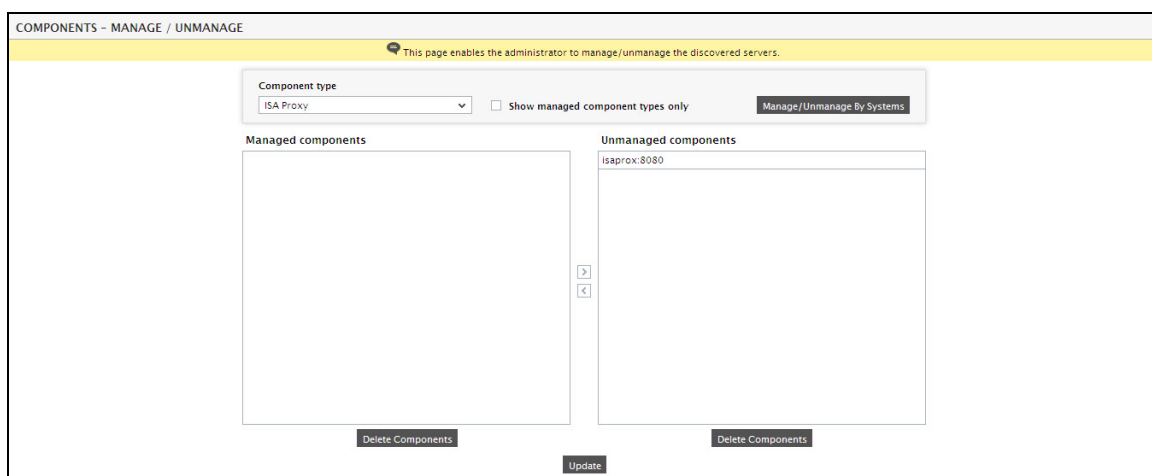 COMPONENTS - MANAGE / UNMANAGE
This page enables the administrator to manage/unmanage the discovered servers.
Component type
ISA Proxy
Show managed component types only
Manage/Unmanage By Systems
Managed components
Unmanaged components
isaprox:8080
>
<
Delete Components
Delete Components
Update